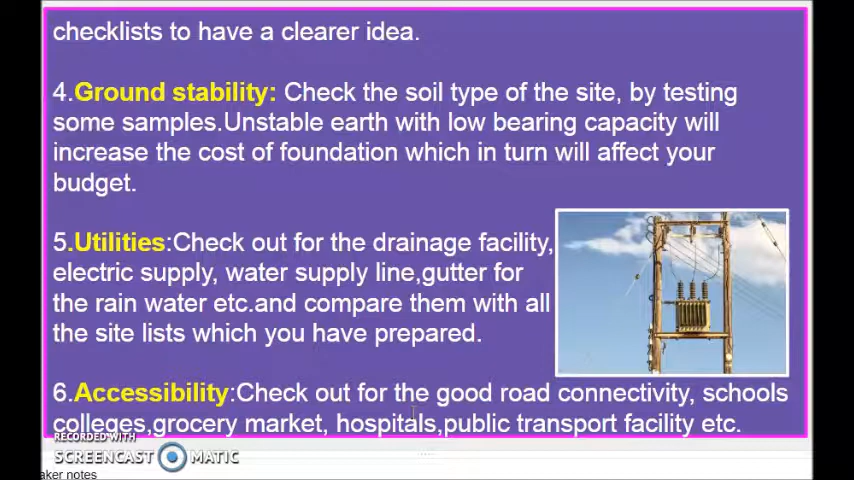 checklists to have a clearer idea.
4.Ground stability: Check the soil type of the site, by testing
some samples.Unstable earth with low bearing capacity will
increase the cost of foundation which in turn will affect your
budget.
5.Utilities:Check out for the drainage facility,
electric supply, water supply line,gutter for
the rain water etc.and compare them with all
the site lists which you have prepared.
6.Accessibility:Check out for the good road connectivity, schools
colleges,grocery market, hospitals,public transport facility etc.
RECORDED WITH
SCREENCAST MATIC
aker notes